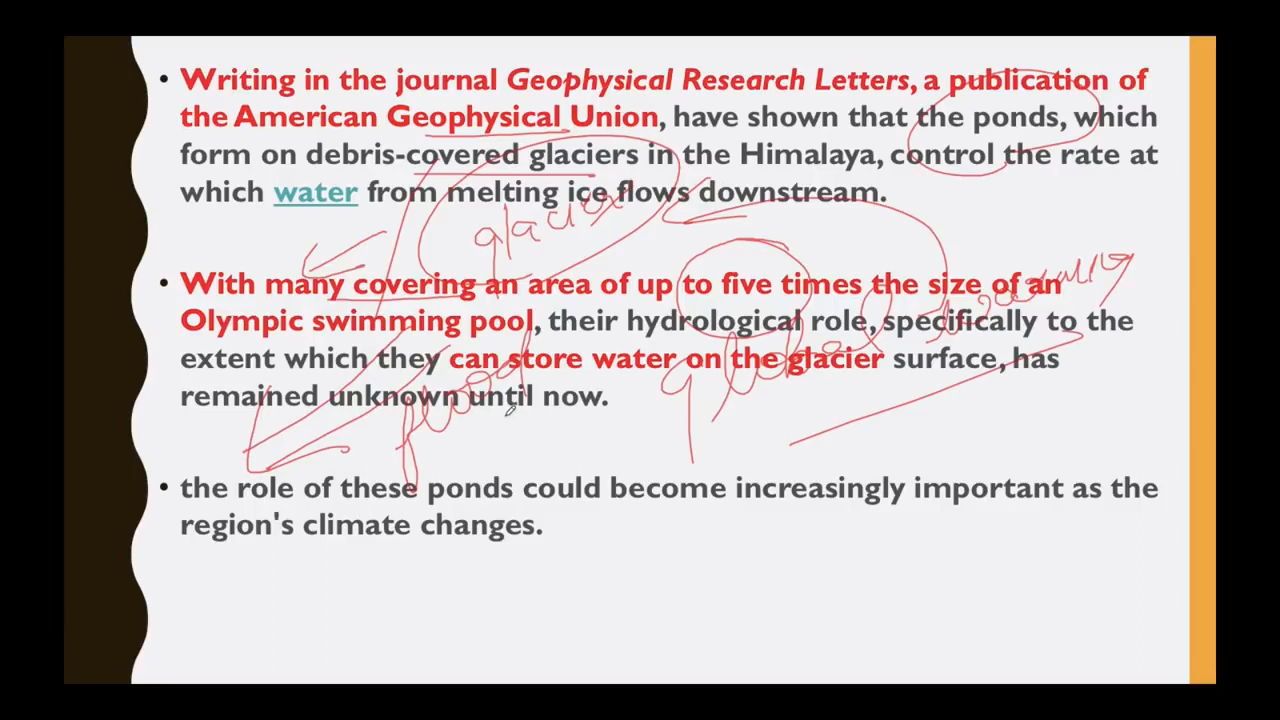 • Writing in the journal Geophysical Research Letters, a publication of
the American Geophysical Union, have shown that the ponds, which
form on debris-covered glaciers in the Himalaya, control the rate at
which water from melting ice flows downstream.
glacier
• With many covering an area of up to five times the size of an
Olympic swimming pool, their hydrological role, specifically to the
extent which they can store water on the glacier surface, has
remained unknown until now.
global warming
flood
• the role of these ponds could become increasingly important as the
region's climate changes.